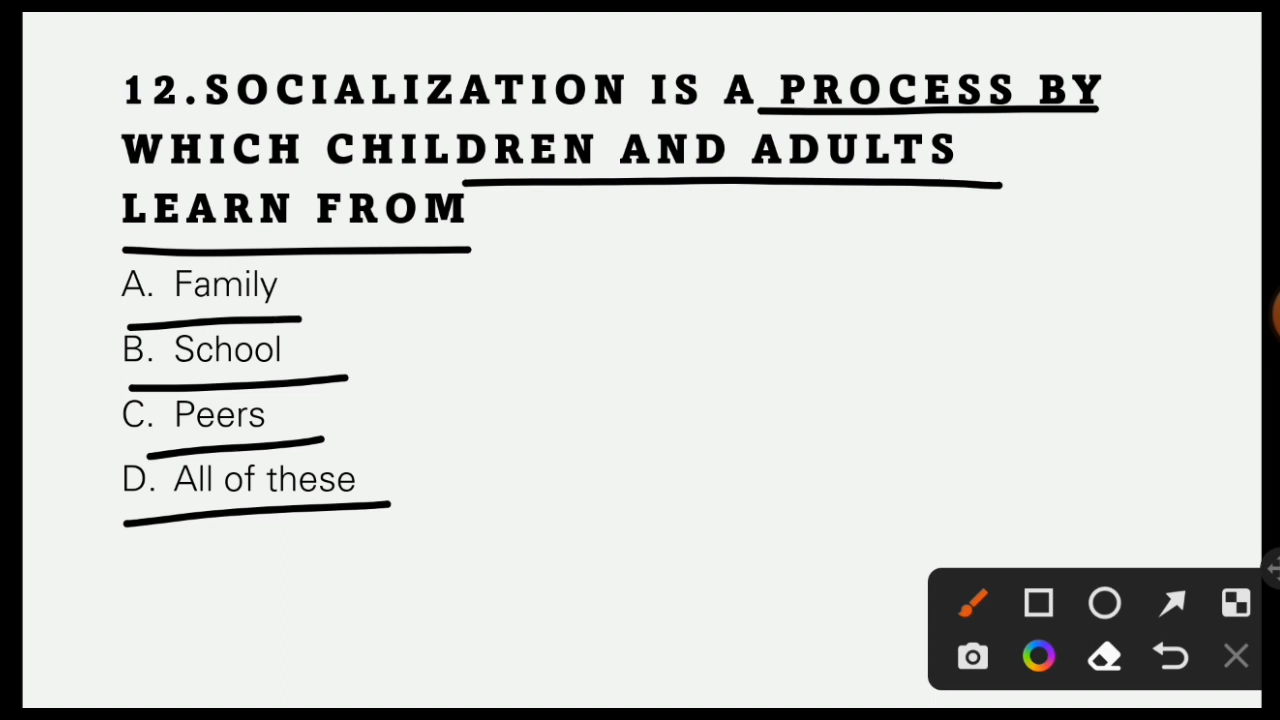 12.SOCIALIZATION IS A PROCESS BY
WHICH CHILDREN AND ADULTS
LEARN FROM
A. Family
B. School
C. Peers
D. All of these